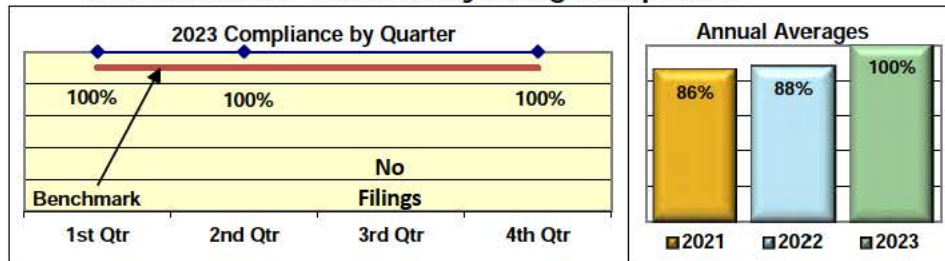 2023 Compliance by Quarter
100%
100%
100%
No
Filings
Benchmark
1st Qtr
2nd Qtr
3rd Qtr
4th Qtr
Annual Averages
86%
88%
100%
2021
2022
2023